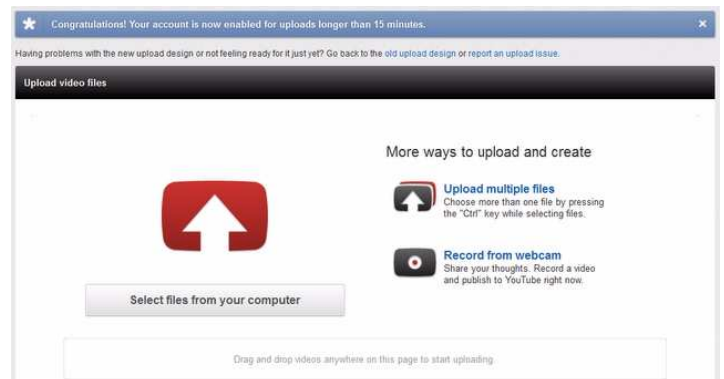 Congratulations! Your account is now enabled for uploads longer than 15 minutes.
Having problems with the new upload design or not feeling ready for it just yet? Go back to the old upload design or report an upload issue.
Upload video files
More ways to upload and create
Upload multiple files
Choose more than one file by pressing
the "Ctrl" key while selecting files.
Record from webcam
Share your thoughts. Record a video
and publish to YouTube right now.
Select files from your computer
Drag and drop videos anywhere on this page to start uploading.